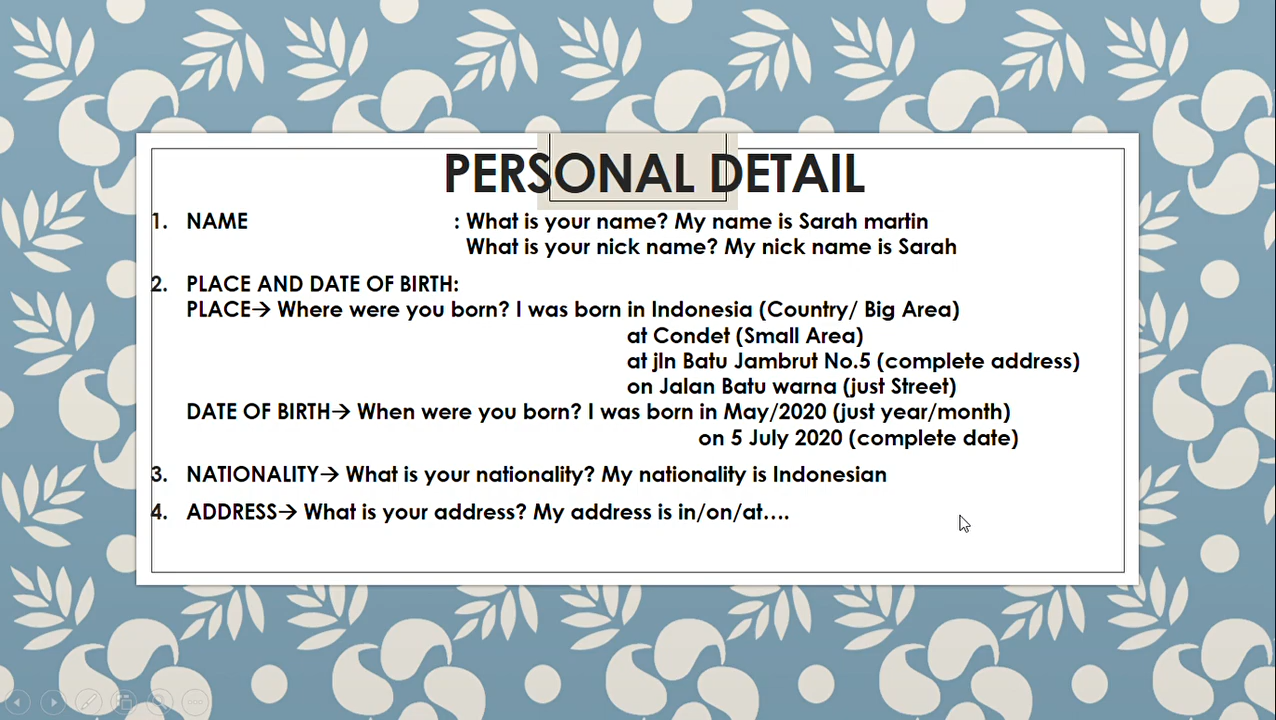 PERSONAL DETAIL
1. NAME : What is your name? My name is Sarah martin
What is your nick name? My nick name is Sarah
2. PLACE AND DATE OF BIRTH:
PLACE→ Where were you born? I was born in Indonesia (Country/ Big Area)
at Condet (Small Area)
at jln Batu Jambrut No.5 (complete address)
on Jalan Batu warna (just Street)
DATE OF BIRTH→ When were you born? I was born in May/2020 (just year/month)
on 5 July 2020 (complete date)
3. NATIONALITY→ What is your nationality? My nationality is Indonesian
4. ADDRESS→ What is your address? My address is in/on/at….